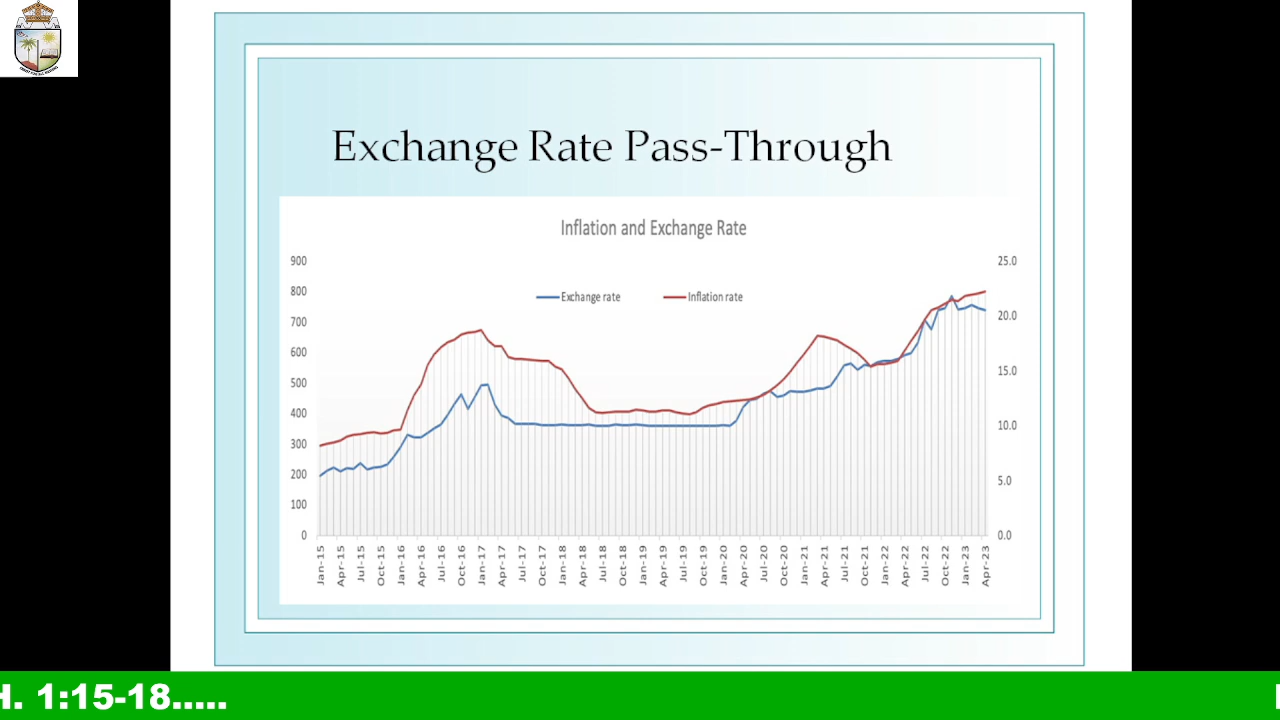 Exchange Rate Pass-Through
Inflation and Exchange Rate
Exchange rate
Inflation rate
900
800
700
600
500
400
300
200
100
0
25.0
20.0
15.0
10.0
5.0
0.0
Jan-15
Apr-15
Jul-15
Oct-15
Jan-16
Apr-16
Jul-16
Oct-16
Jan-17
Apr-17
Jul-17
Oct-17
Jan-18
Apr-18
Jul-18
Oct-18
Jan-19
Apr-19
Jul-19
Oct-19
Jan-20
Apr-20
Jul-20
Oct-20
Jan-21
Apr-21
Jul-21
Oct-21
Jan-22
Apr-22
Jul-22
Oct-22
Jan-23
Apr-23
H. 1:15-18.....